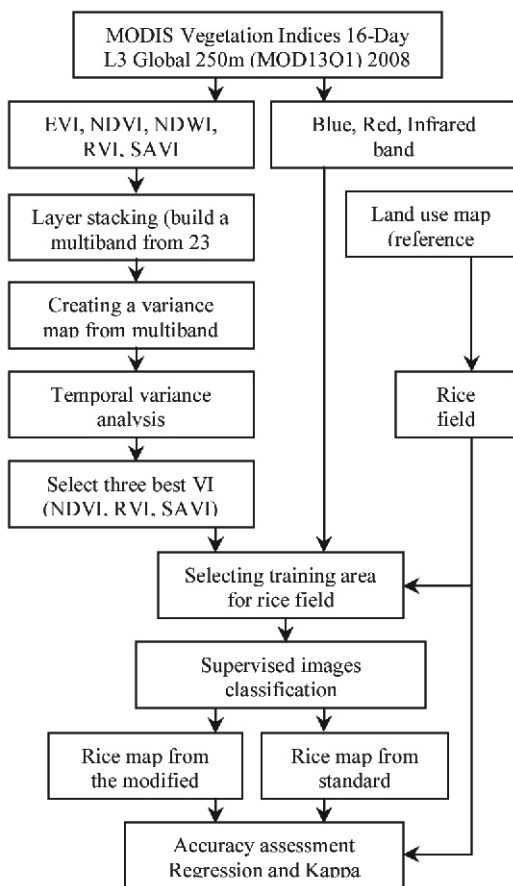 MODIS Vegetation Indices 16-Day
L3 Global 250m (MOD13Q1) 2008
EVI, NDVI, NDWI,
RVI, SAVI
Blue, Red, Infrared
band
Layer stacking (build a
multiband from 23
Land use map
(reference
Creating a variance
map from multiband
Temporal variance
analysis
Rice
field
Select three best VI
(NDVI, RVI, SAVI)
Selecting training area
for rice field
Supervised images
classification
Rice map from
the modified
Rice map from
standard
Accuracy assessment
Regression and Kappa